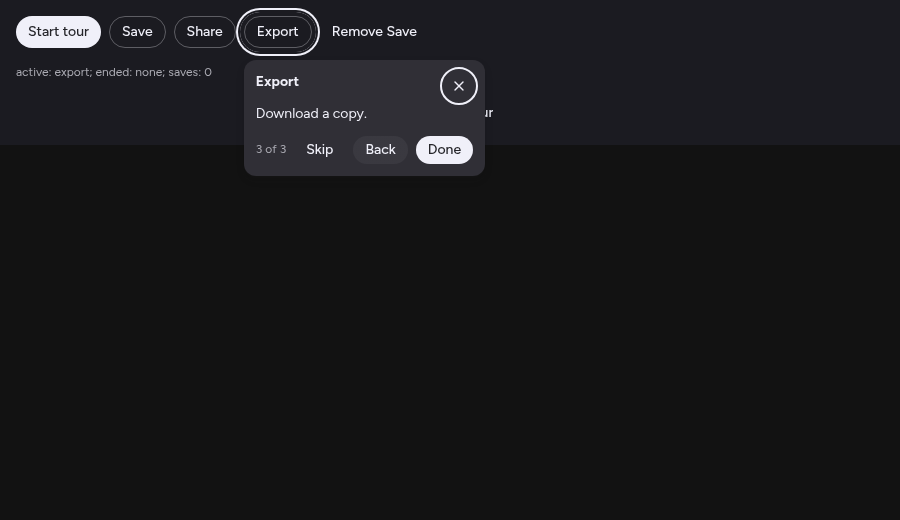 Start tour Save Share Export Remove Save
active: export; ended: none; saves: 0
Export
Download a copy.
3 of 3 Skip Back Done